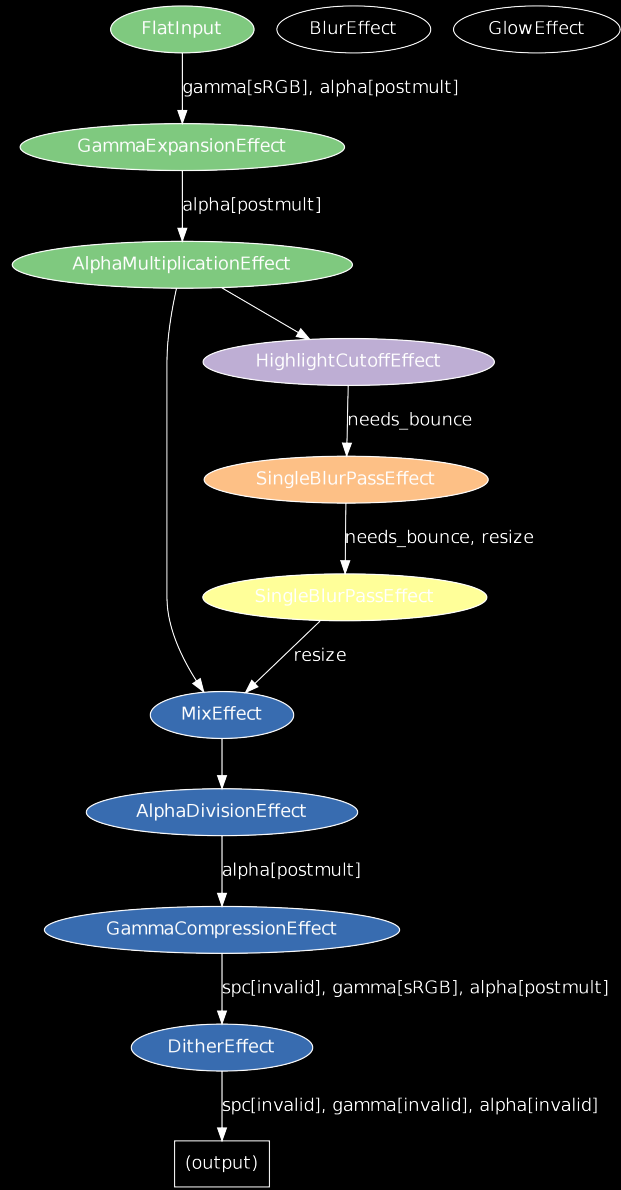 FlatInput
BlurEffect
GlowEffect
gamma[sRGB], alpha[postmult]
GammaExpansionEffect
alpha[postmult]
AlphaMultiplicationEffect
HighlightCutoffEffect
needs_bounce
SingleBlurPassEffect
needs_bounce, resize
SingleBlurPassEffect
resize
MixEffect
AlphaDivisionEffect
alpha[postmult]
GammaCompressionEffect
spc[invalid], gamma[sRGB], alpha[postmult]
DitherEffect
spc[invalid], gamma[invalid], alpha[invalid]
(output)